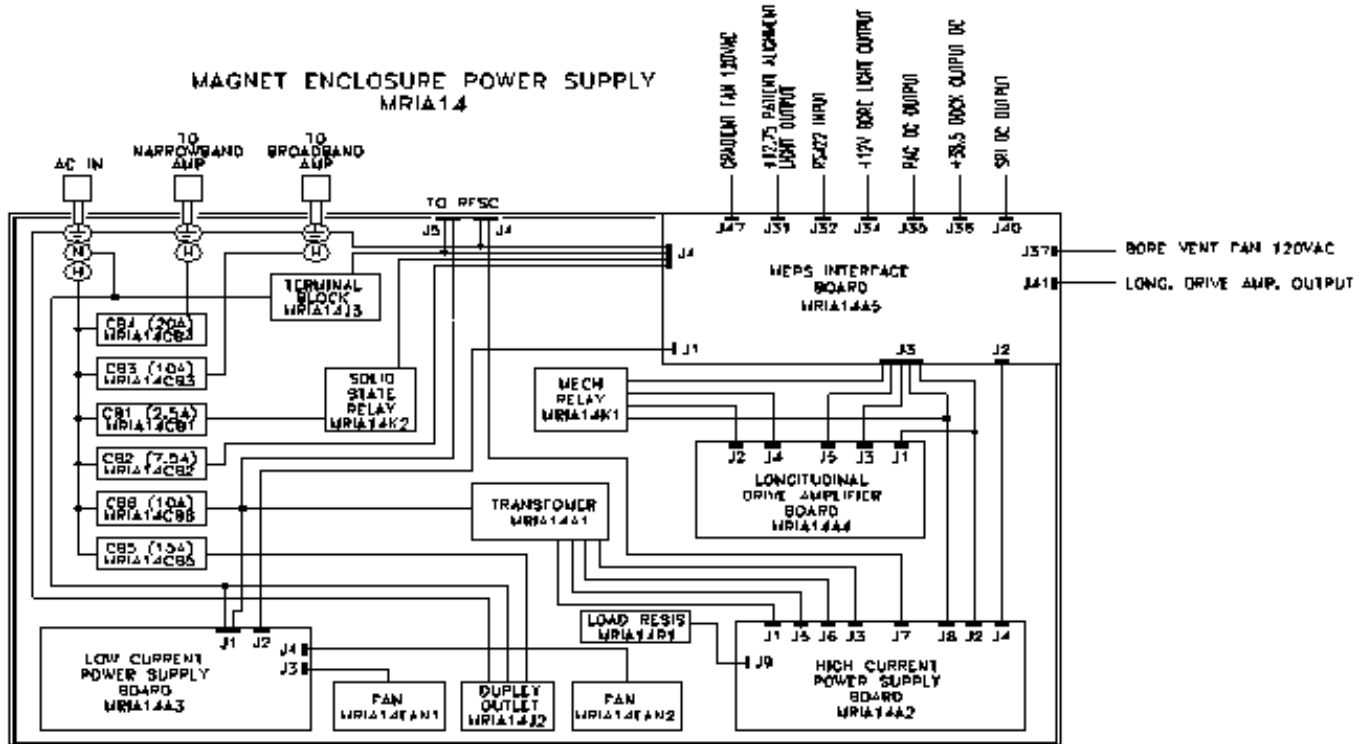 MAGNET ENCLOSURE POWER SUPPLY
MRIA14
AC IN
TO
NARROWBAND
AMP
TO
BROADBAND
AMP
TO RFSC
J5
J4
GRADIENT FAN 120VAC
+12.75 PATIENT ALIGNMENT
LIGHT OUTPUT
RS422 INPUT
+12V BORE LIGHT OUTPUT
PAC DC OUTPUT
+38.5 DOCK OUTPUT DC
SRI DC OUTPUT
J47
J31
J32
J34
J36
J38
J40
J37
BORE VENT FAN 120VAC
J41
LONG. DRIVE AMP. OUTPUT
N
H
H
H
J4
MEPS INTERFACE
BOARD
MRIA14A5
J1
J3
J2
TERMINAL
BLOCK
MRIA14J3
CB4 (20A)
MRIA14CB4
CB3 (10A)
MRIA14CB3
CB1 (2.5A)
MRIA14CB1
CB2 (7.5A)
MRIA14CB2
CB6 (10A)
MRIA14CB6
CB5 (15A)
MRIA14CB5
SOLID
STATE
RELAY
MRIA14K2
MECH
RELAY
MRIA14K1
J2
J4
J5
J3
J1
LONGITUDINAL
DRIVE AMPLIFIER
BOARD
MRIA14A4
TRANSFOMER
MRIA14A1
LOAD RESIS
MRIA14R1
J1
J2
J4
J3
LOW CURRENT
POWER SUPPLY
BOARD
MRIA14A3
FAN
MRIA14FAN1
DUPLEY
OUTLET
MRIA14J2
FAN
MRIA14FAN2
J1
J5
J6
J3
J7
J8
J2
J4
J9
HIGH CURRENT
POWER SUPPLY
BOARD
MRIA14A2